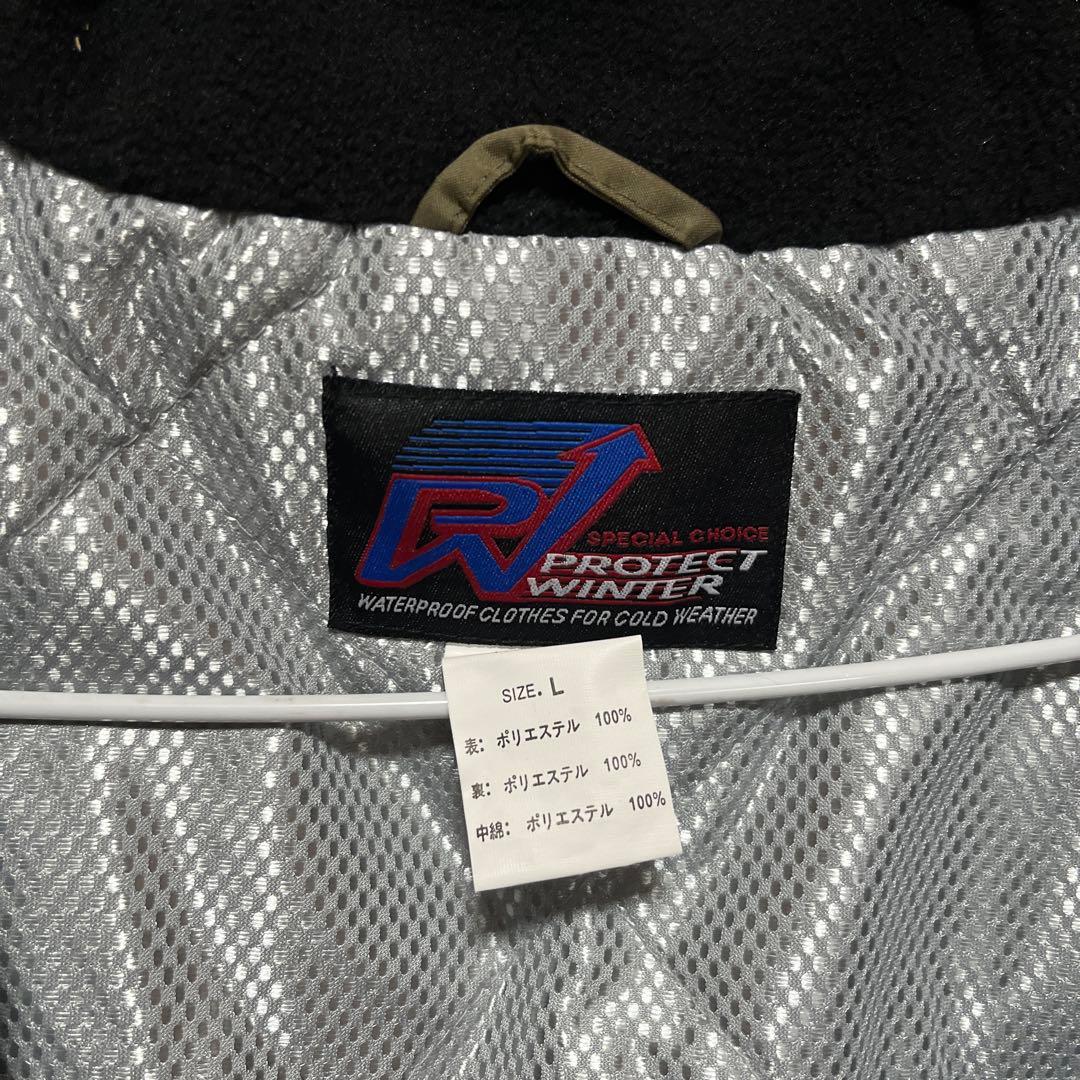 PW
SPECIAL CHOICE
PROTECT
WINTER
WATERPROOF CLOTHES FOR COLD WEATHER
SIZE. L
表: ポリエステル 100%
裏: ポリエステル 100%
中綿: ポリエステル 100%